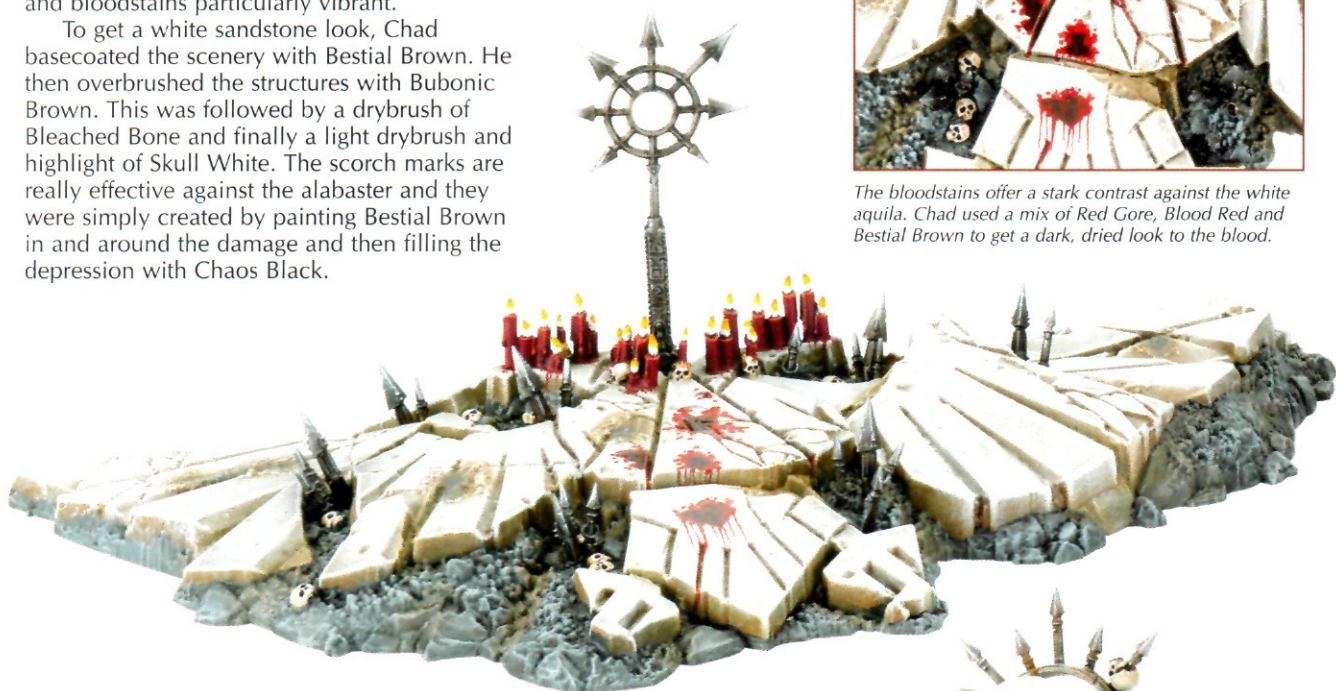 and bloodstains particularly vibrant.
To get a white sandstone look, Chad
basecoated the scenery with Bestial Brown. He
then overbrushed the structures with Bubonic
Brown. This was followed by a drybrush of
Bleached Bone and finally a light drybrush and
highlight of Skull White. The scorch marks are
really effective against the alabaster and they
were simply created by painting Bestial Brown
in and around the damage and then filling the
depression with Chaos Black.
The bloodstains offer a stark contrast against the white
aquila. Chad used a mix of Red Gore, Blood Red and
Bestial Brown to get a dark, dried look to the blood.